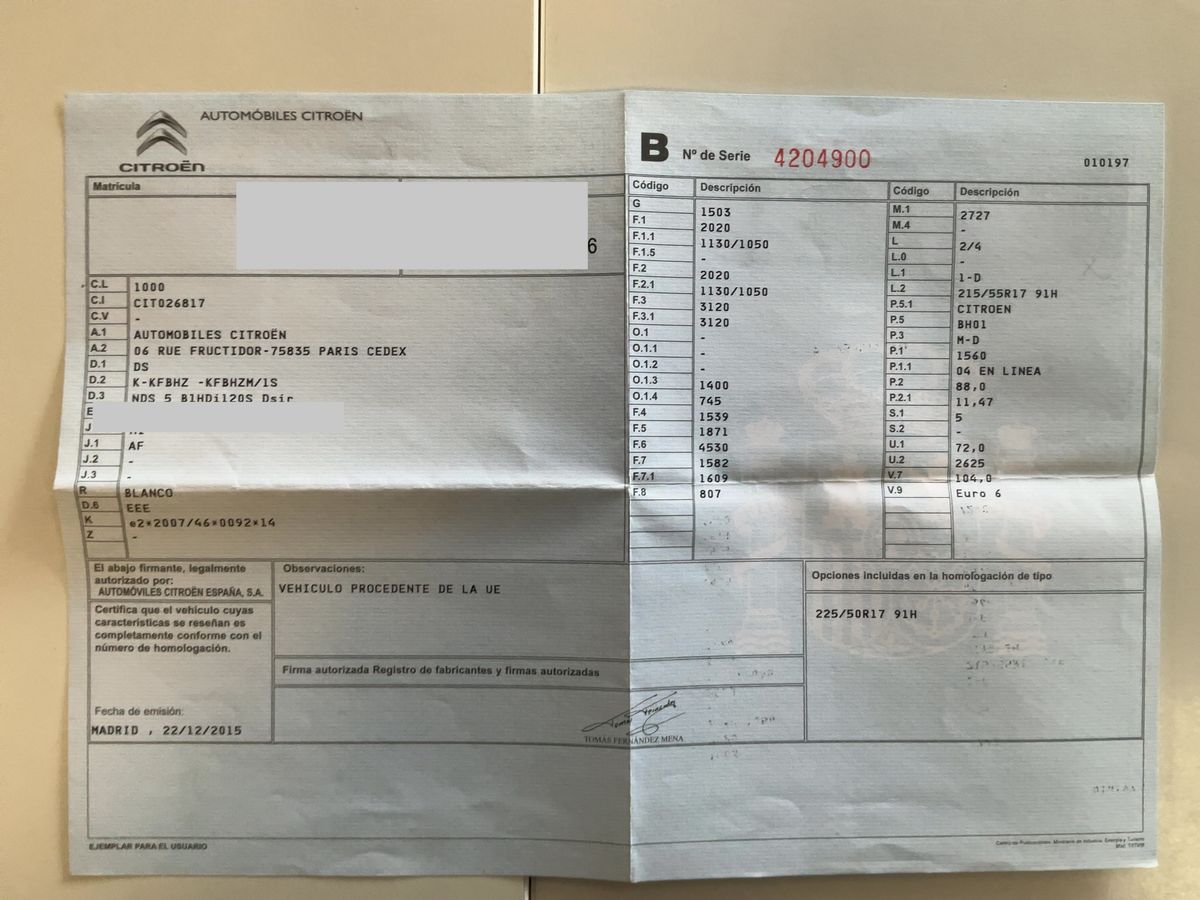 AUTOMÓBILES CITROËN
CITROËN
B Nº de Serie 4204900
010197
Matrícula
6
C.L 1000
C.I CIT026817
C.V -
A.1 AUTOMOBILES CITROËN
A.2 06 RUE FRUCTIDOR-75835 PARIS CEDEX
D.1 DS
D.2 K-KFBHZ -KFBHZM/1S
D.3 NDS 5 BlHDi120S Dsir
E
J
J.1 AF
J.2 -
J.3 -
R BLANCO
D.6 EEE
K e2*2007/46*0092*14
Z -
Código Descripción
G 1503
F.1 2020
F.1.1 1130/1050
F.1.5 -
F.2 2020
F.2.1 1130/1050
F.3 3120
F.3.1 3120
O.1 -
O.1.1 -
O.1.2 -
O.1.3 1400
O.1.4 745
F.4 1539
F.5 1871
F.6 4530
F.7 1582
F.7.1 1609
F.8 807
Código Descripción
M.1 2727
M.4 -
L 2/4
L.0 -
L.1 1-D
L.2 215/55R17 91H
P.5.1 CITROEN
P.5 BH01
P.3 M-D
P.1 1560
P.1.1 04 EN LINEA
P.2 88,0
P.2.1 11,47
S.1 5
S.2 -
U.1 72,0
U.2 2625
V.7 104,0
V.9 Euro 6
El abajo firmante, legalmente
autorizado por:
AUTOMÓVILES CITROËN ESPAÑA, S.A.
Certifica que el vehículo cuyas
características se reseñan es
completamente conforme con el
número de homologación.
Fecha de emisión:
MADRID , 22/12/2015
Observaciones:
VEHICULO PROCEDENTE DE LA UE
Firma autorizada Registro de fabricantes y firmas autorizadas
Tomás Fernández
TOMÁS FERNÁNDEZ MENA
Opciones incluidas en la homologación de tipo
225/50R17 91H
EJEMPLAR PARA EL USUARIO